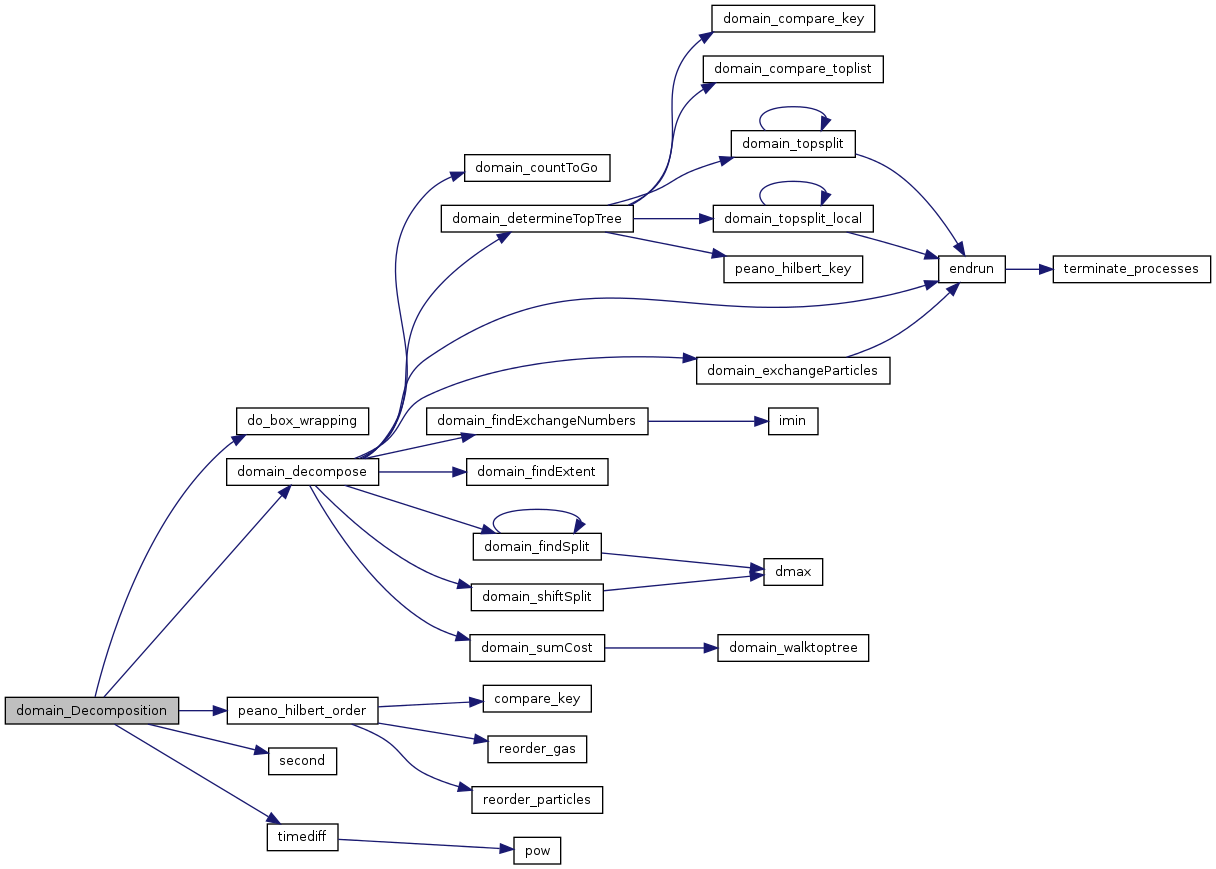 domain_compare_key
domain_compare_toplist
domain_topsplit
domain_countToGo
domain_determineTopTree
domain_topsplit_local
peano_hilbert_key
endrun
terminate_processes
domain_exchangeParticles
do_box_wrapping
domain_findExchangeNumbers
imin
domain_decompose
domain_findExtent
domain_findSplit
dmax
domain_shiftSplit
domain_sumCost
domain_walktoptree
domain_Decomposition
peano_hilbert_order
compare_key
reorder_gas
second
reorder_particles
timediff
pow